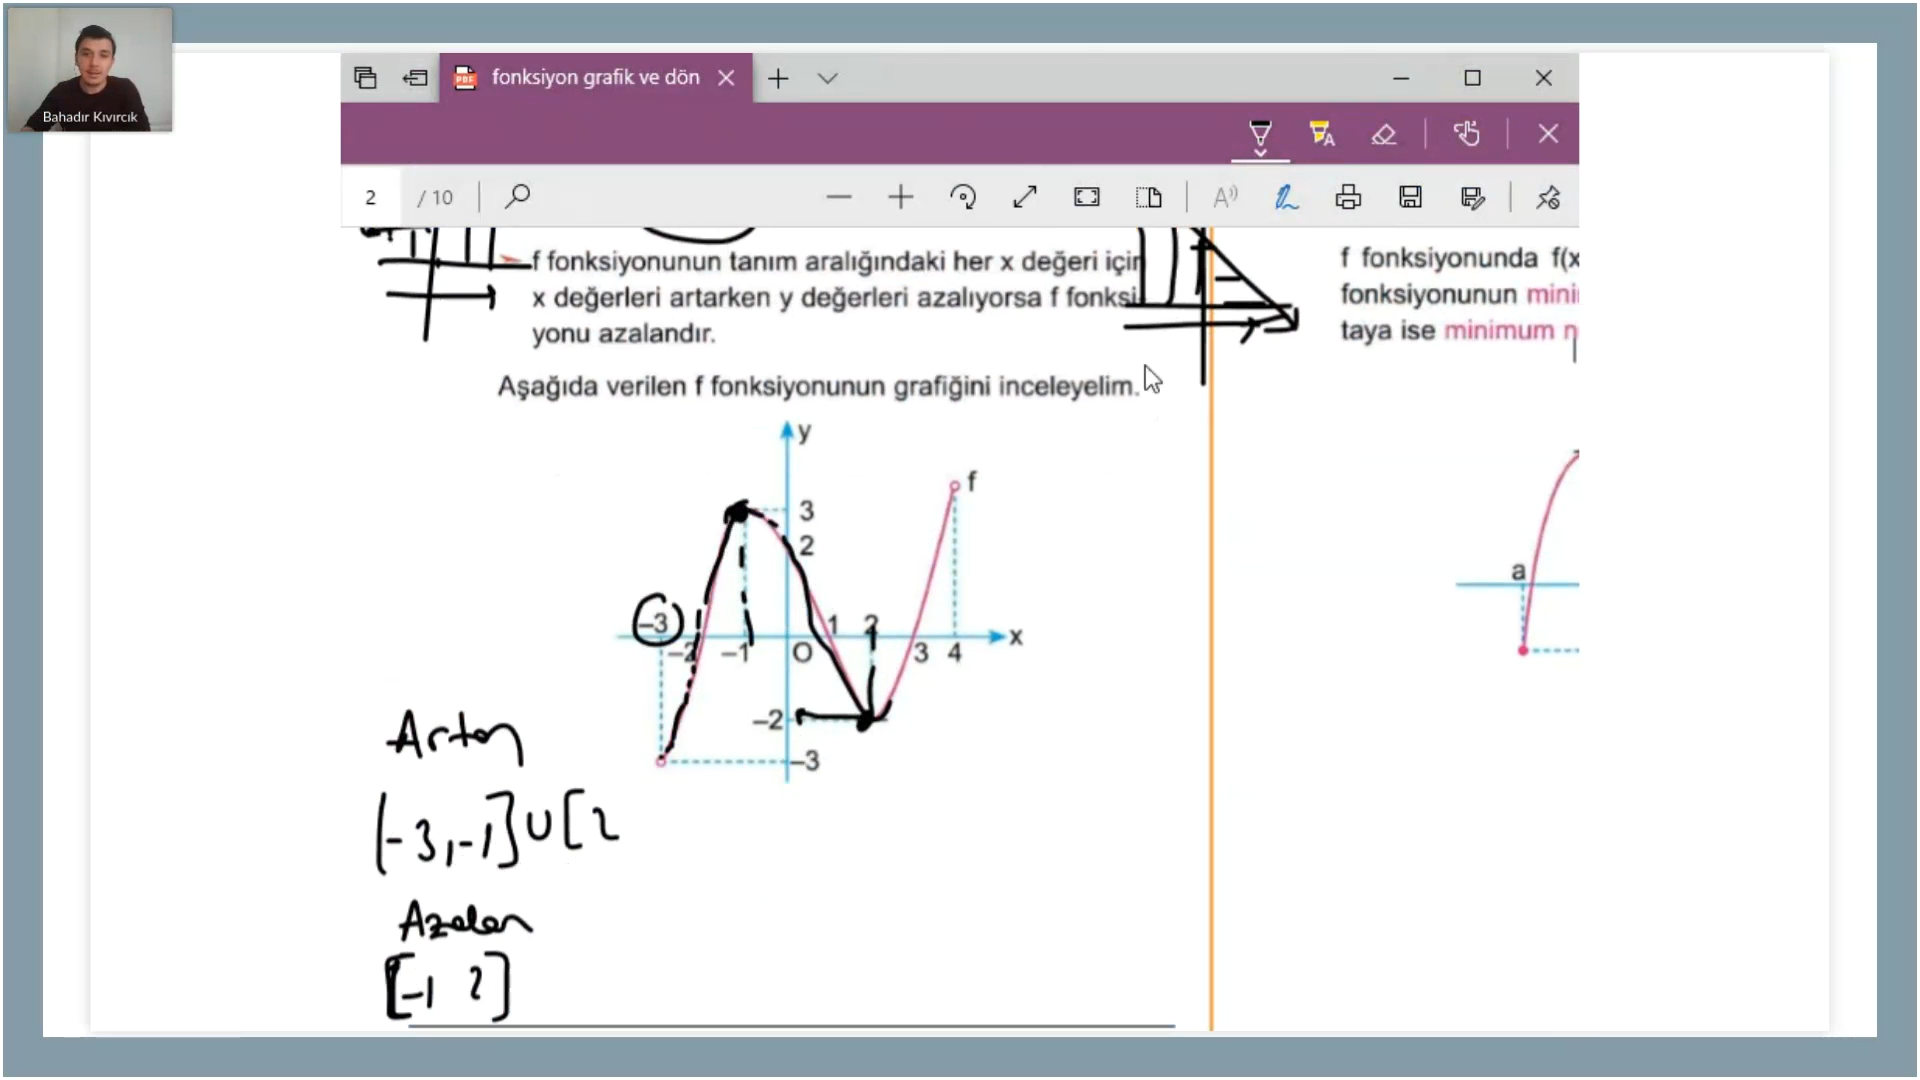 Bahadır Kıvırcık
fonksiyon grafik ve dön
2 / 10
f fonksiyonunun tanım aralığındaki her x değeri için
x değerleri artarken y değerleri azalıyorsa f fonksi-
yonu azalandır.
Aşağıda verilen f fonksiyonunun grafiğini inceleyelim.
f fonksiyonunda f(x
fonksiyonunun mini
taya ise minimum n
y
f
3
2
–3
1
2
x
–2
–1
O
3
4
–2
–3
a
Artan
(-3,-1]∪[2
Azalan
[-1 2]